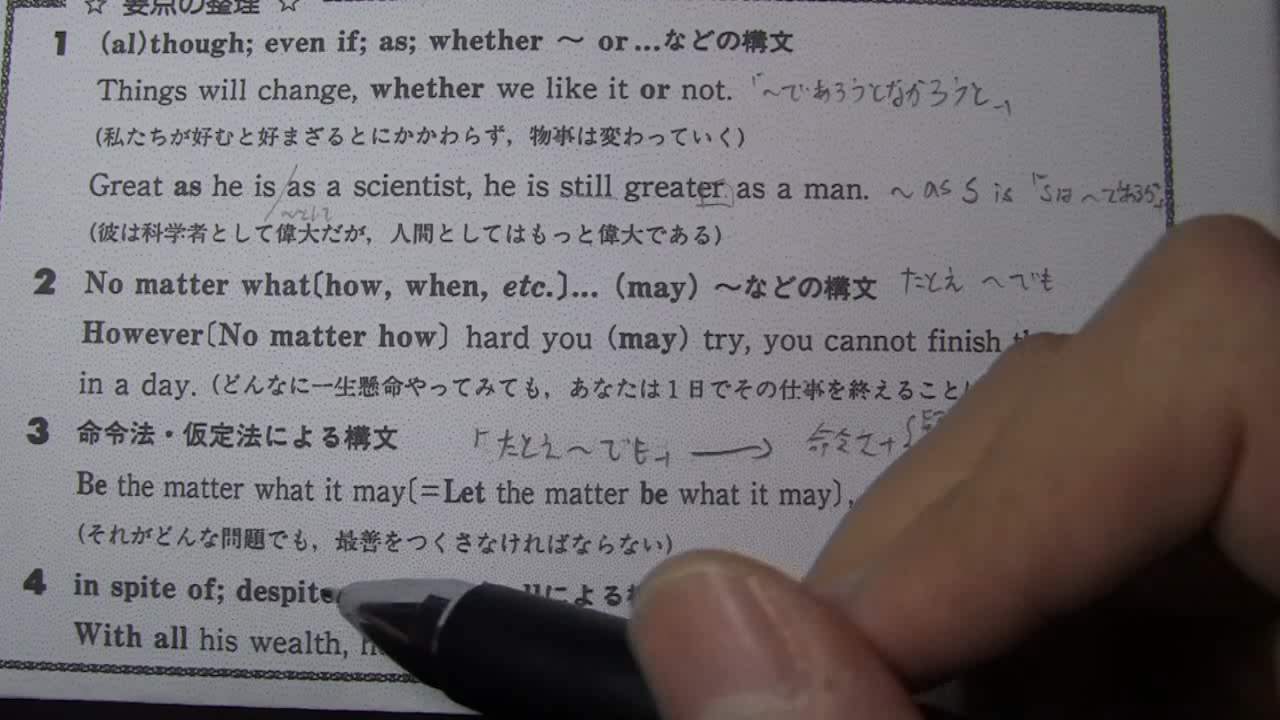 ☆ 要点の整理 ☆
1 (al)though; even if; as; whether ～ or…などの構文
Things will change, whether we like it or not. 「～であろうとなかろうと」
(私たちが好むと好まざるとにかかわらず，物事は変わっていく)
Great as he is as a scientist, he is still greater as a man. ～ as S is 「Sは～であるが」
～として
(彼は科学者として偉大だが，人間としてはもっと偉大である)
2 No matter what〔how, when, etc.〕… (may) ～などの構文 たとえ ～でも
However〔No matter how〕 hard you (may) try, you cannot finish
in a day. (どんなに一生懸命やってみても，あなたは１日でその仕事を終えること
3 命令法・仮定法による構文 「たとえ～でも」 → 命令文+
Be the matter what it may〔=Let the matter be what it may〕,
(それがどんな問題でも，最善をつくさなければならない)
4 in spite of; despite による
With all his wealth,